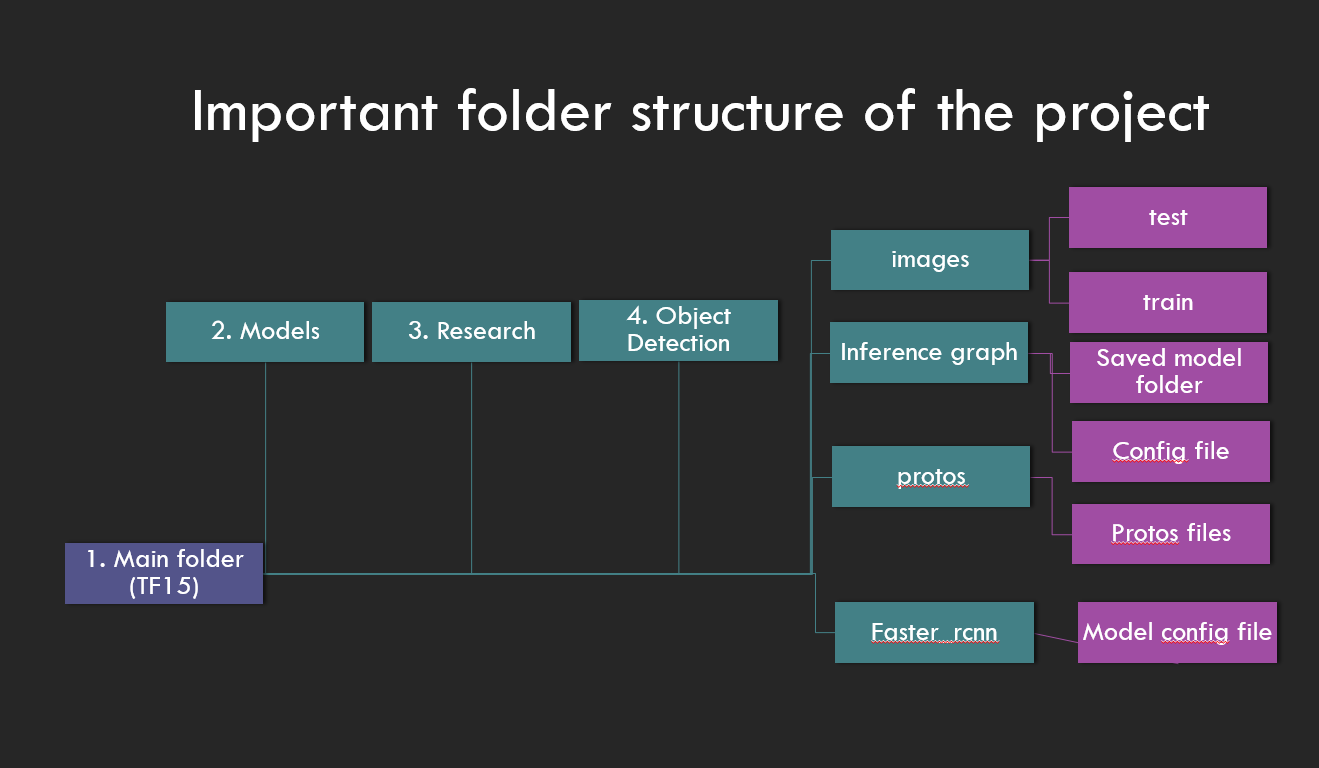 Important folder structure of the project
test
images
train
2. Models
3. Research
4. Object
Detection
Inference graph
Saved model
folder
Config file
protos
Protos files
1. Main folder
(TF15)
Faster_rcnn
Model config file